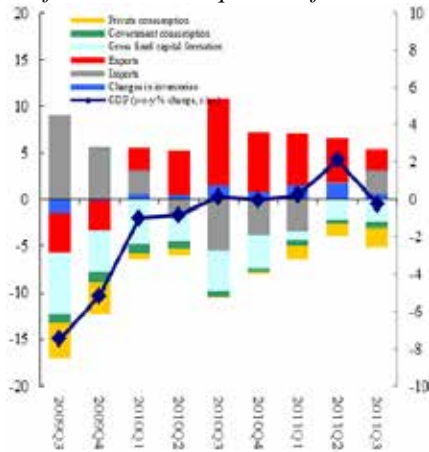 Private consumption
Government consumption
Gross fixed capital formation
Exports
Imports
Changes in inventories
GDP (y-o-y % change,
20
15
10
5
0
-5
-10
-15
-20
10
8
6
4
2
0
-2
-4
-6
-8
-10
2009Q3
2009Q4
2010Q1
2010Q2
2010Q3
2010Q4
2011Q1
2011Q2
2011Q3